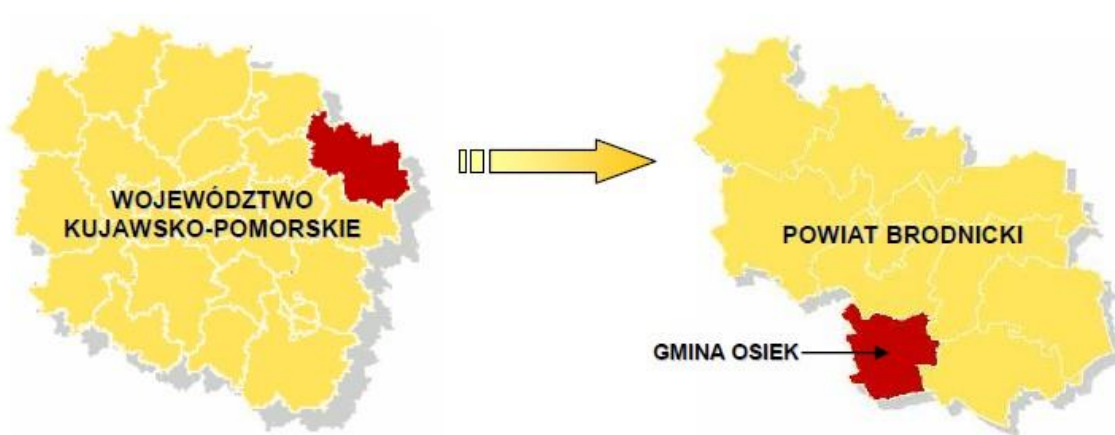 WOJEWÓDZTWO
KUJAWSKO-POMORSKIE
POWIAT BRODNICKI
GMINA OSIEK